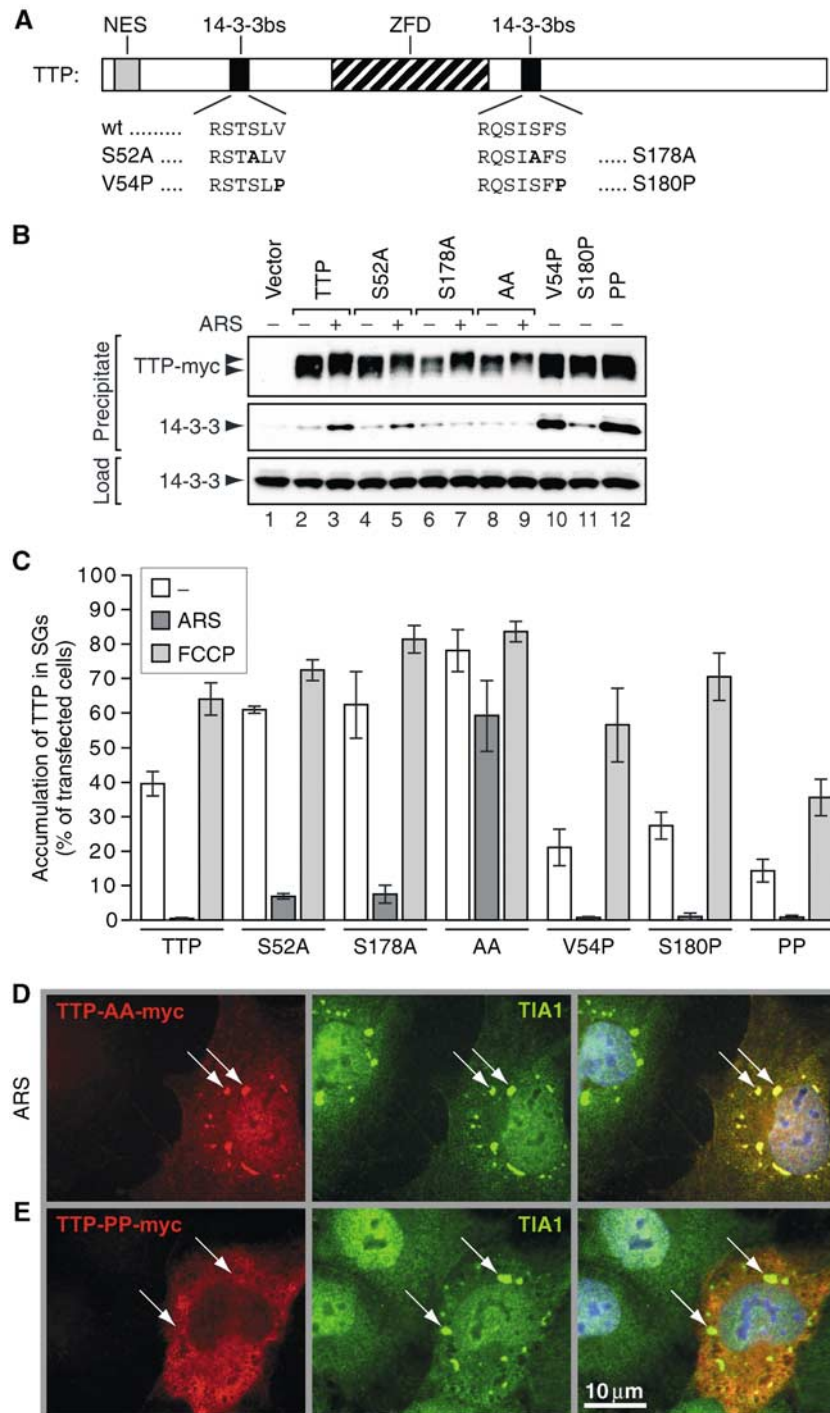 A
NES 14-3-3bs ZFD 14-3-3bs
TTP:
wt ......... RSTSLV RQSISFS
S52A .... RSTALV RQSIAFS ..... S178A
V54P .... RSTSLP RQSISFP ..... S180P
B
Vector TTP S52A S178A AA V54P S180P PP
ARS − − + − + − + − + − − −
Precipitate
TTP-myc
14-3-3
Load
14-3-3
1 2 3 4 5 6 7 8 9 10 11 12
C
Accumulation of TTP in SGs
(% of transfected cells)
100
90
80
70
60
50
40
30
20
10
0
–
ARS
FCCP
TTP S52A S178A AA V54P S180P PP
D
ARS
TTP-AA-myc TIA1
E
TTP-PP-myc TIA1
10 μm